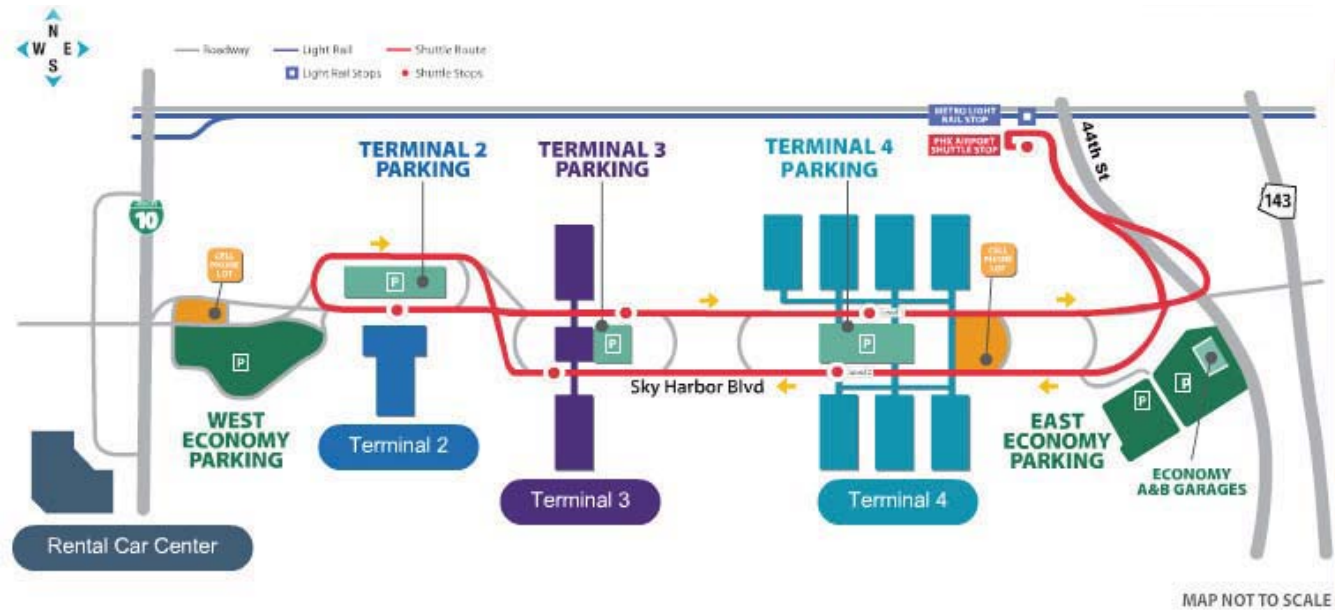 N
W E
S
Roadway
Light Rail
Shuttle Route
Light Rail Stops
Shuttle Stops
METRO LIGHT
RAIL STOP
PHX AIRPORT
SHUTTLE STOP
44th St
143
10
TERMINAL 2
PARKING
TERMINAL 3
PARKING
TERMINAL 4
PARKING
CELL
PHONE
LOT
CELL
PHONE
LOT
P
P
P
P
P
P
Sky Harbor Blvd
WEST
ECONOMY
PARKING
Terminal 2
Terminal 3
Terminal 4
EAST
ECONOMY
PARKING
ECONOMY
A&B GARAGES
Rental Car Center
MAP NOT TO SCALE